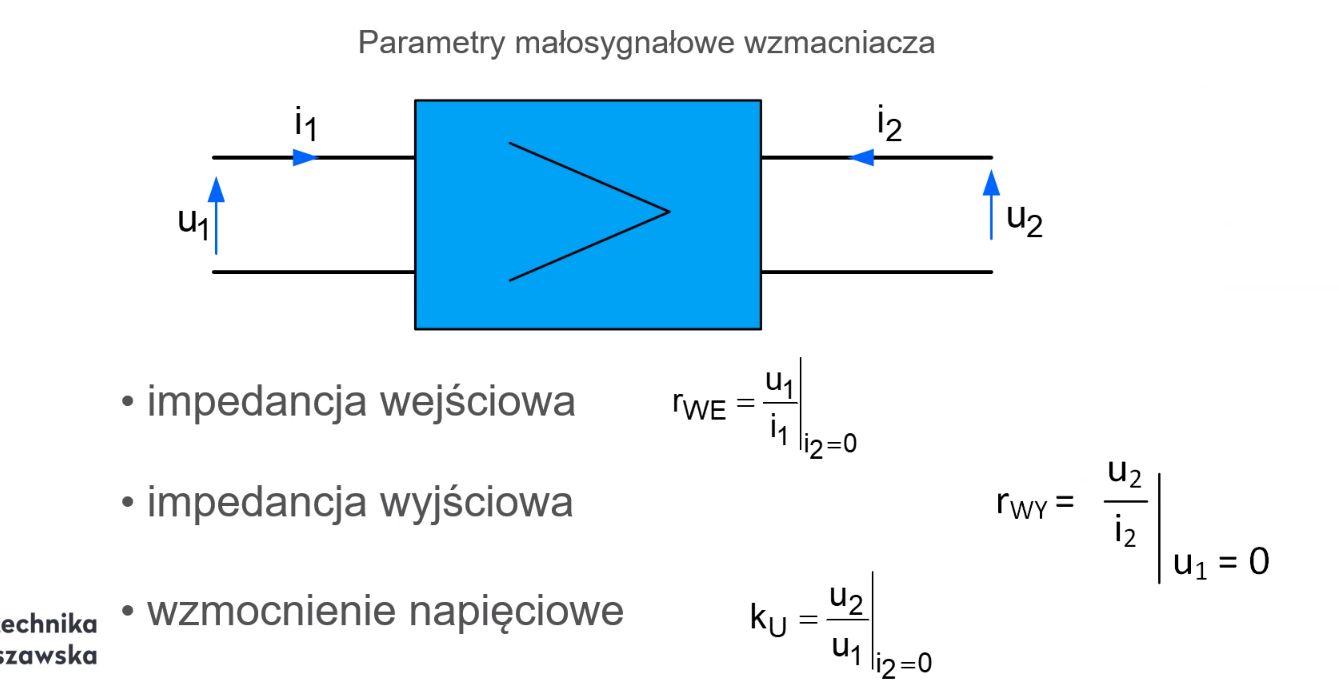 Parametry małosygnałowe wzmacniacza
i1
i2
u1
u2
• impedancja wejściowa
rWE = u1/i1 |i2=0
• impedancja wyjściowa
rWY = u2/i2 |u1 = 0
• wzmocnienie napięciowe
kU = u2/u1 |i2=0
echnika
szawska